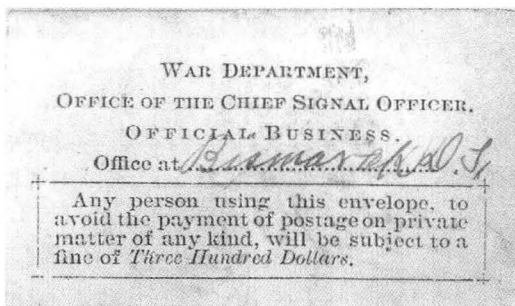 WAR DEPARTMENT,
OFFICE OF THE CHIEF SIGNAL OFFICER.
OFFICIAL BUSINESS.
Office at Bismarck D. T.
Any person using this envelope, to
avoid the payment of postage on private
matter of any kind, will be subject to a
fine of Three Hundred Dollars.